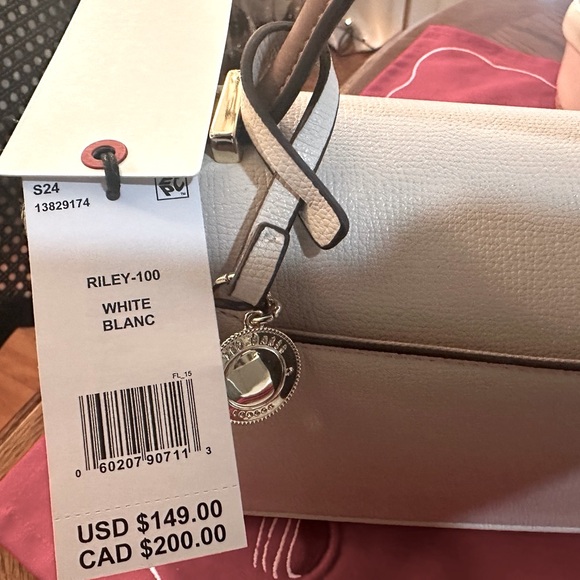 S24
13829174
RILEY-100
WHITE
BLANC
FL_15
0 60207 90711 3
USD $149.00
CAD $200.00